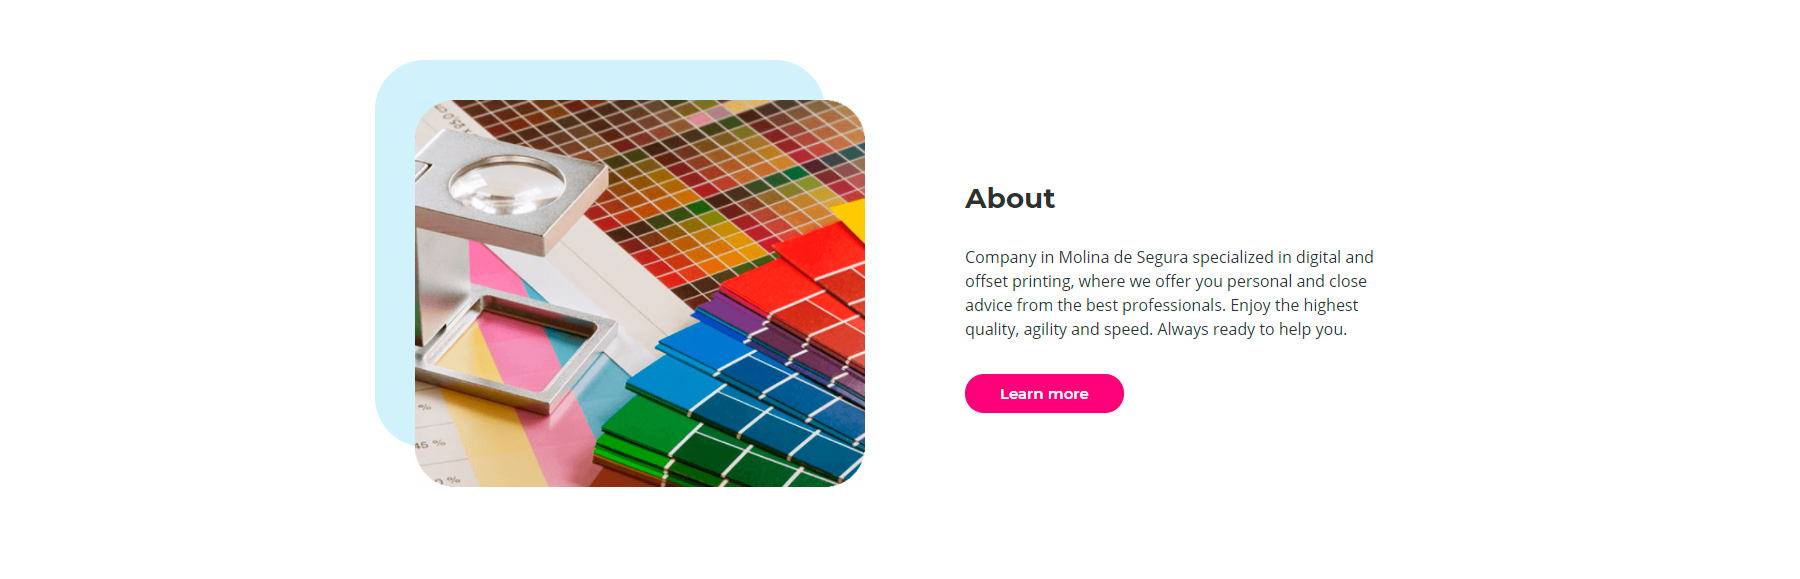 About
Company in Molina de Segura specialized in digital and
offset printing, where we offer you personal and close
advice from the best professionals. Enjoy the highest
quality, agility and speed. Always ready to help you.
Learn more
%
45 %
%